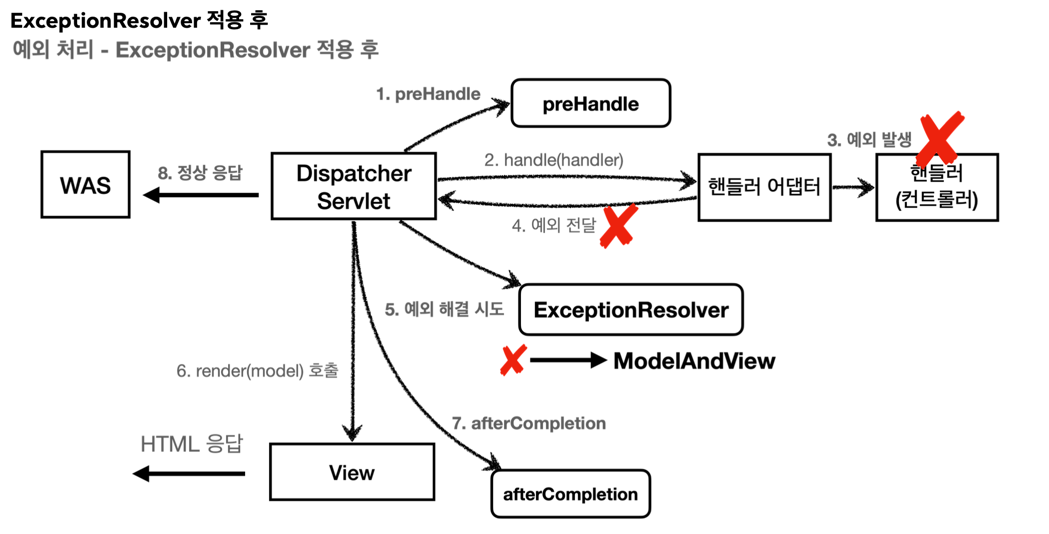 ExceptionResolver 적용 후
예외 처리 - ExceptionResolver 적용 후
1. preHandle
preHandle
3. 예외 발생
WAS
8. 정상 응답
Dispatcher
Servlet
2. handle(handler)
핸들러 어댑터
핸들러
(컨트롤러)
4. 예외 전달
5. 예외 해결 시도
ExceptionResolver
ModelAndView
6. render(model) 호출
7. afterCompletion
HTML 응답
View
afterCompletion